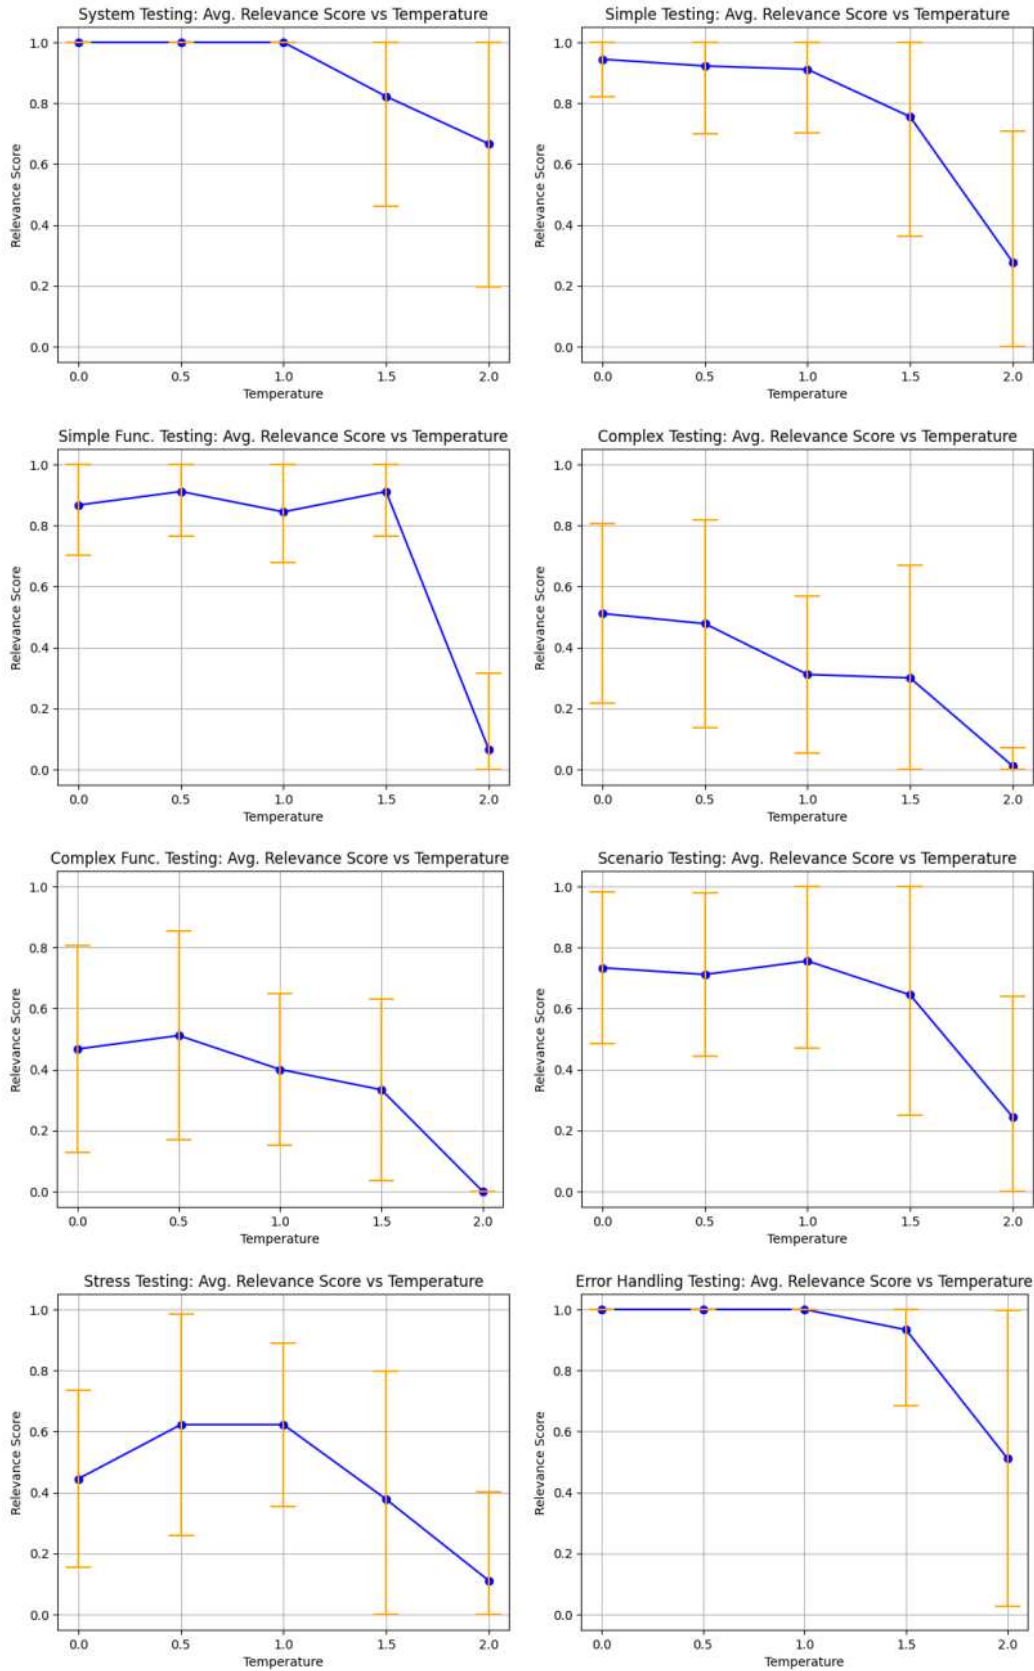 System Testing: Avg. Relevance Score vs Temperature
1.0
0.8
0.6
0.4
0.2
0.0
Relevance Score
0.0 0.5 1.0 1.5 2.0
Temperature
Simple Testing: Avg. Relevance Score vs Temperature
1.0
0.8
0.6
0.4
0.2
0.0
Relevance Score
0.0 0.5 1.0 1.5 2.0
Temperature
Simple Func. Testing: Avg. Relevance Score vs Temperature
1.0
0.8
0.6
0.4
0.2
0.0
Relevance Score
0.0 0.5 1.0 1.5 2.0
Temperature
Complex Testing: Avg. Relevance Score vs Temperature
1.0
0.8
0.6
0.4
0.2
0.0
Relevance Score
0.0 0.5 1.0 1.5 2.0
Temperature
Complex Func. Testing: Avg. Relevance Score vs Temperature
1.0
0.8
0.6
0.4
0.2
0.0
Relevance Score
0.0 0.5 1.0 1.5 2.0
Temperature
Scenario Testing: Avg. Relevance Score vs Temperature
1.0
0.8
0.6
0.4
0.2
0.0
Relevance Score
0.0 0.5 1.0 1.5 2.0
Temperature
Stress Testing: Avg. Relevance Score vs Temperature
1.0
0.8
0.6
0.4
0.2
0.0
Relevance Score
0.0 0.5 1.0 1.5 2.0
Temperature
Error Handling Testing: Avg. Relevance Score vs Temperature
1.0
0.8
0.6
0.4
0.2
0.0
Relevance Score
0.0 0.5 1.0 1.5 2.0
Temperature